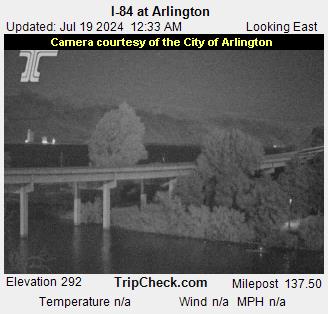 I-84 at Arlington
Updated: Jul 19 2024 12:33 AM Looking East
Camera courtesy of the City of Arlington
Elevation 292 TripCheck.com Milepost 137.50
Temperature n/a Wind n/a MPH n/a